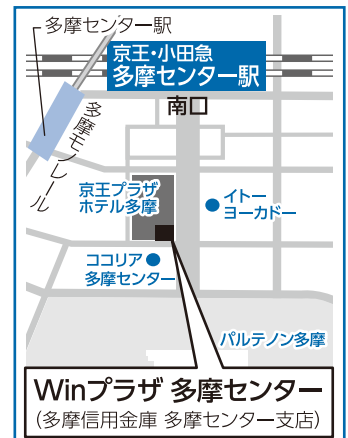 多摩センター駅
京王・小田急
多摩センター駅
南口
多摩モノレール
京王プラザ
ホテル多摩
イトー
ヨーカドー
ココリア
多摩センター
パルテノン多摩
Winプラザ 多摩センター
(多摩信用金庫 多摩センター支店)